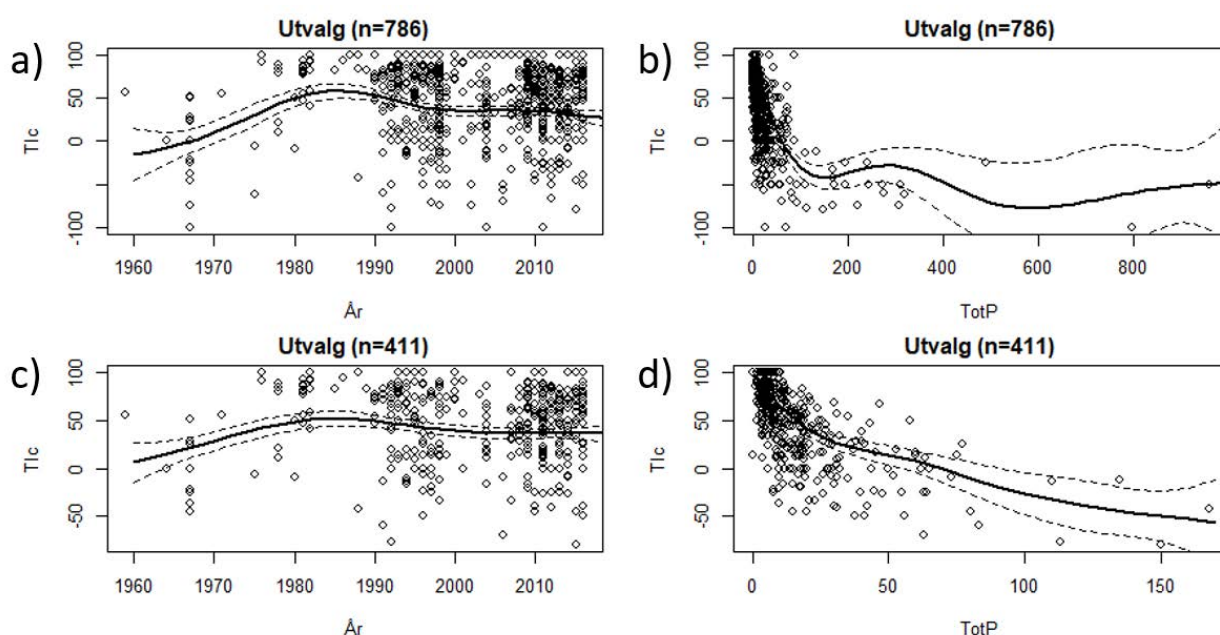 a)
Utvalg (n=786)
TIc
100
50
0
-100
1960 1970 1980 1990 2000 2010
År
b)
Utvalg (n=786)
TIc
100
50
0
-100
0 200 400 600 800
TotP
c)
Utvalg (n=411)
TIc
100
50
0
-50
1960 1970 1980 1990 2000 2010
År
d)
Utvalg (n=411)
TIc
100
50
0
-50
0 50 100 150
TotP